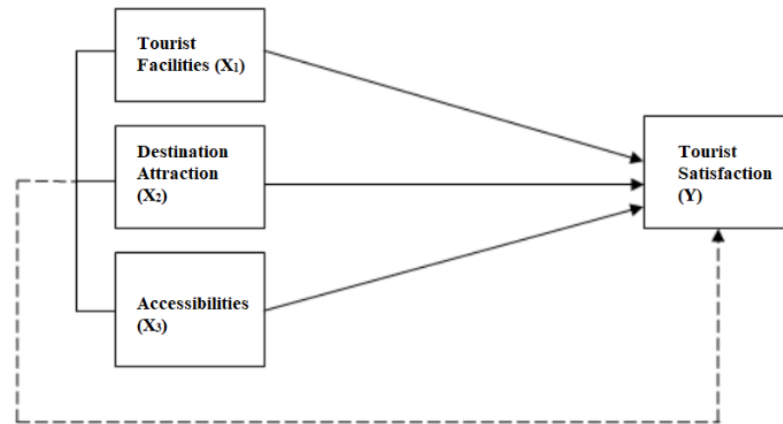 Tourist
Facilities (X₁)
Destination
Attraction
(X₂)
Tourist
Satisfaction
(Y)
Accessibilities
(X₃)